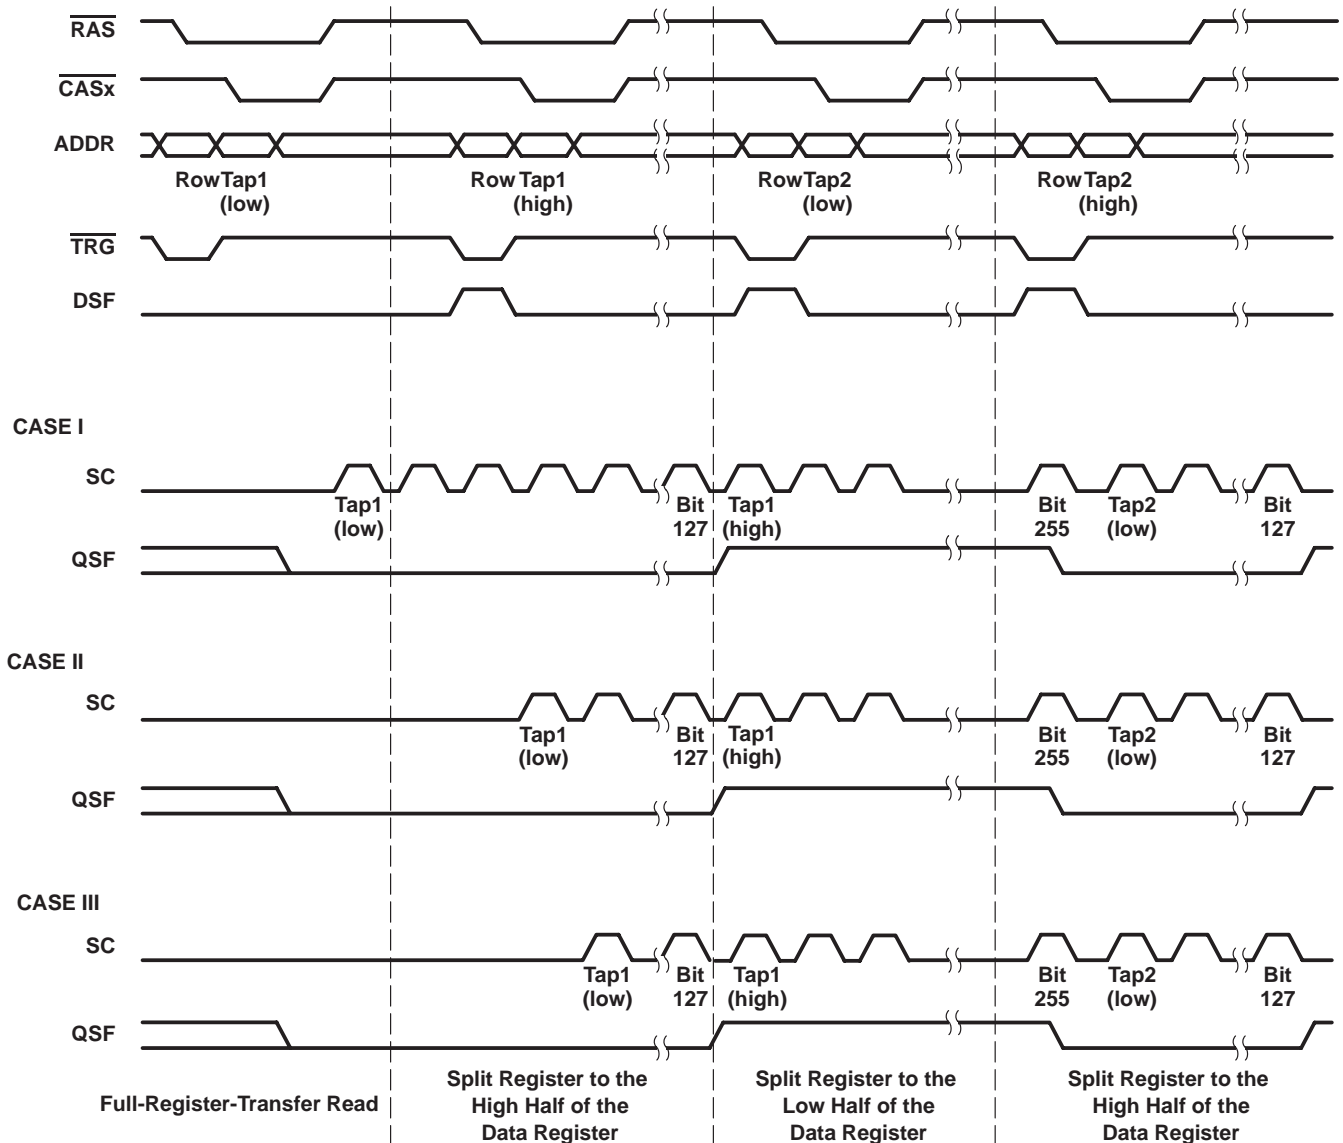 RAS
CASx
ADDR
RowTap1 RowTap1 RowTap2 RowTap2
(low) (high) (low) (high)
TRG
DSF
CASE I
SC
Tap1 Bit Tap1 Bit Tap2 Bit
(low) 127 (high) 255 (low) 127
QSF
CASE II
SC
Tap1 Bit Tap1 Bit Tap2 Bit
(low) 127 (high) 255 (low) 127
QSF
CASE III
SC
Tap1 Bit Tap1 Bit Tap2 Bit
(low) 127 (high) 255 (low) 127
QSF
Full-Register-Transfer Read
Split Register to the
High Half of the
Data Register
Split Register to the
Low Half of the
Data Register
Split Register to the
High Half of the
Data Register